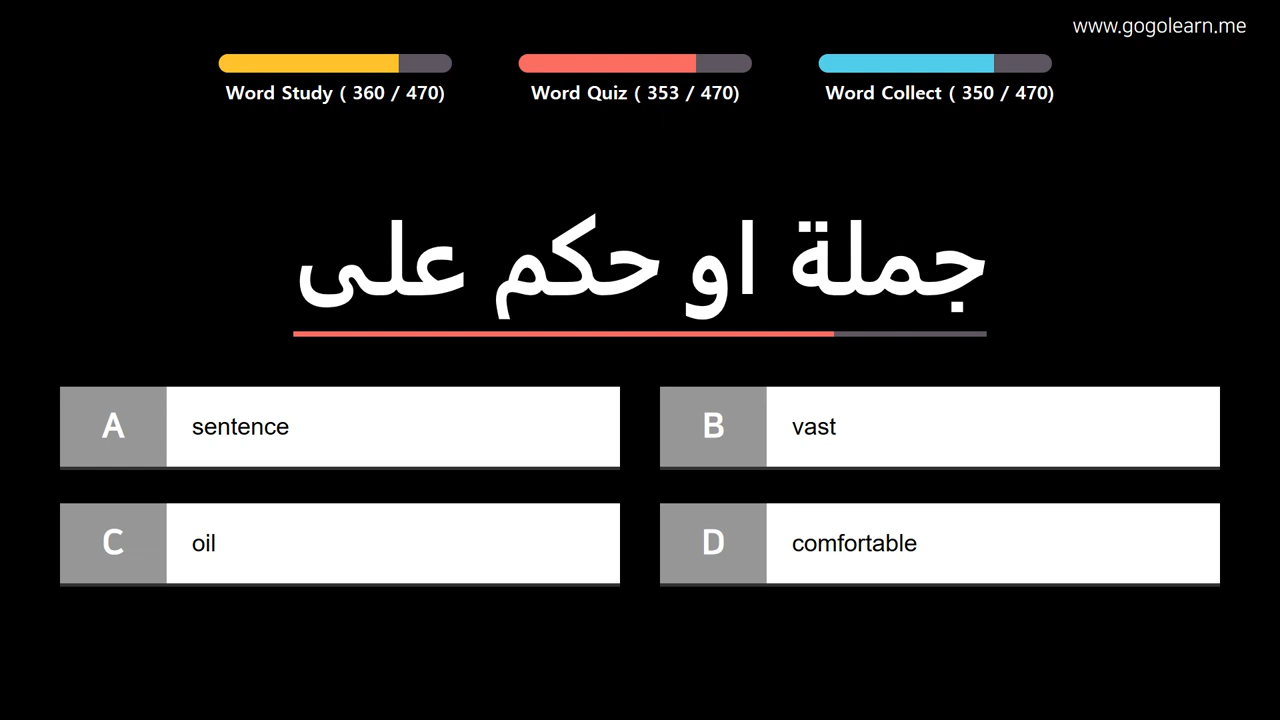 www.gogolearn.me
Word Study ( 360 / 470)
Word Quiz ( 353 / 470)
Word Collect ( 350 / 470)
جملة او حكم على
A sentence
B vast
C oil
D comfortable